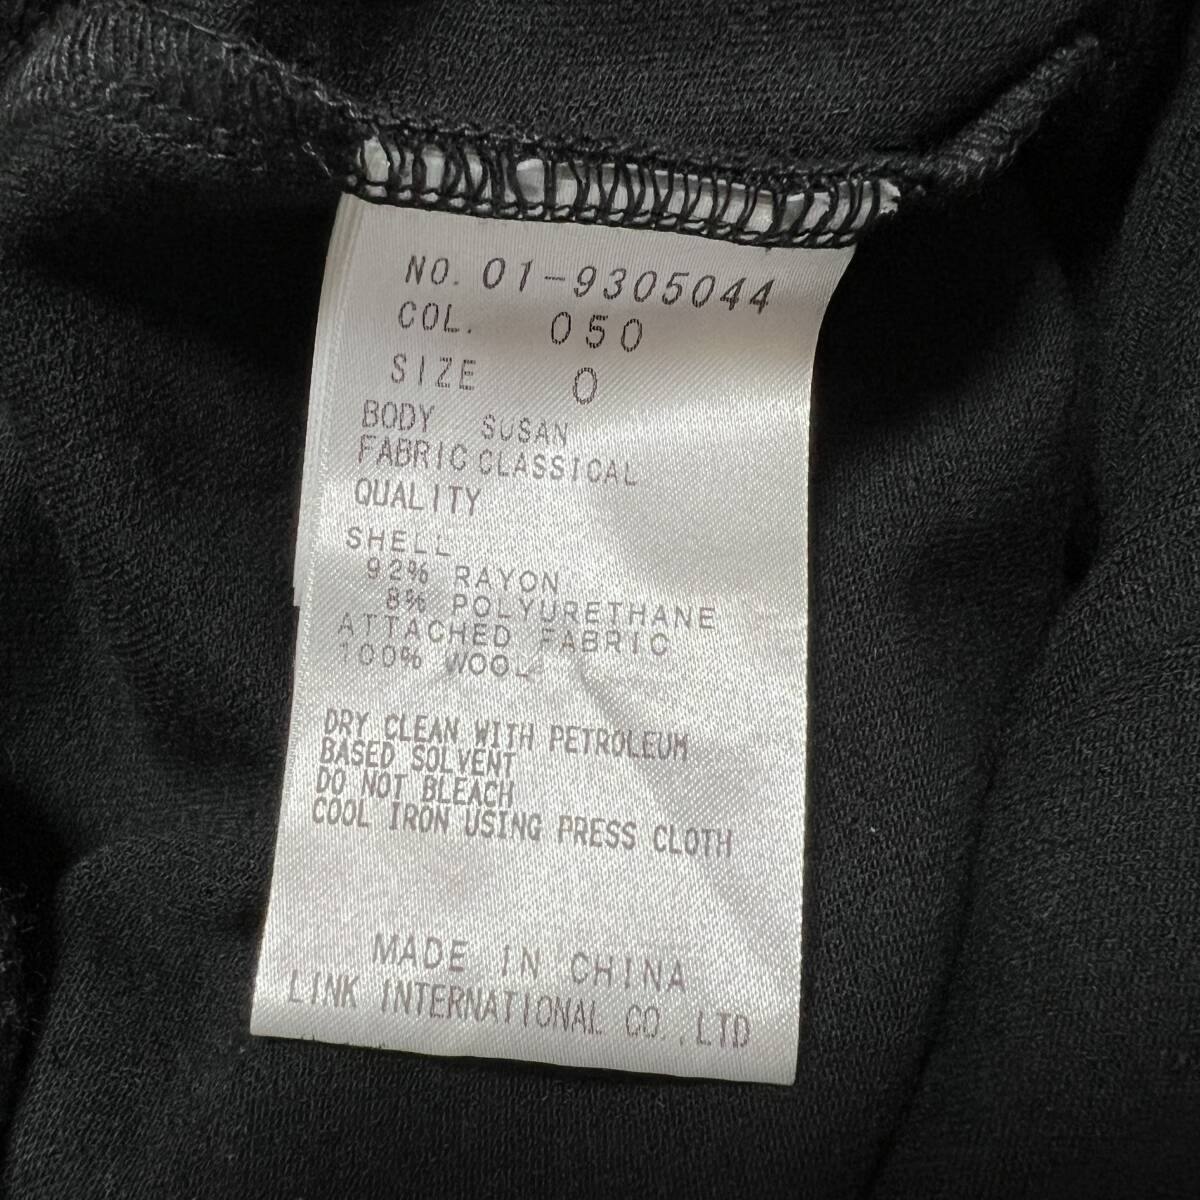 NO. 01-9305044
COL. 050
SIZE 0
BODY SUSAN
FABRIC CLASSICAL
QUALITY
SHELL
92% RAYON
8% POLYURETHANE
ATTACHED FABRIC
100% WOOL
DRY CLEAN WITH PETROLEUM
BASED SOLVENT
DO NOT BLEACH
COOL IRON USING PRESS CLOTH
MADE IN CHINA
LINK INTERNATIONAL CO.,LTD